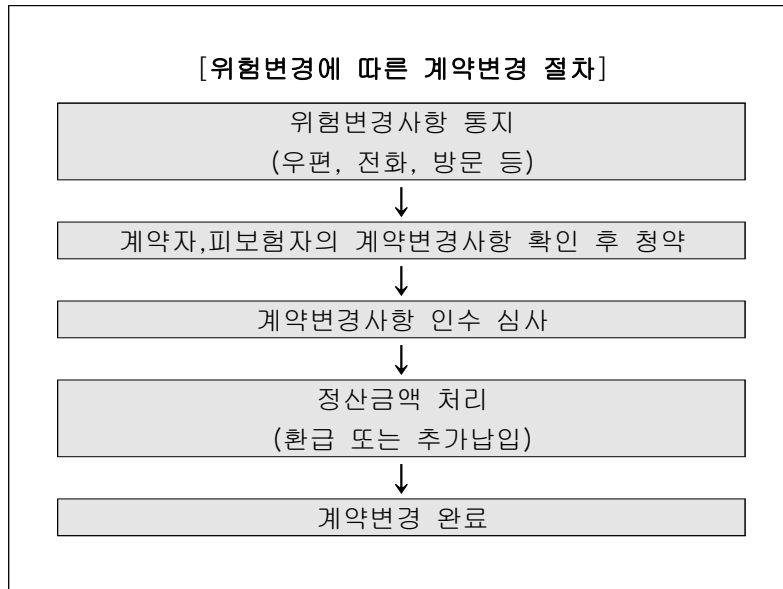 [위험변경에 따른 계약변경 절차]
위험변경사항 통지
(우편, 전화, 방문 등)
계약자,피보험자의 계약변경사항 확인 후 청약
계약변경사항 인수 심사
정산금액 처리
(환급 또는 추가납입)
계약변경 완료